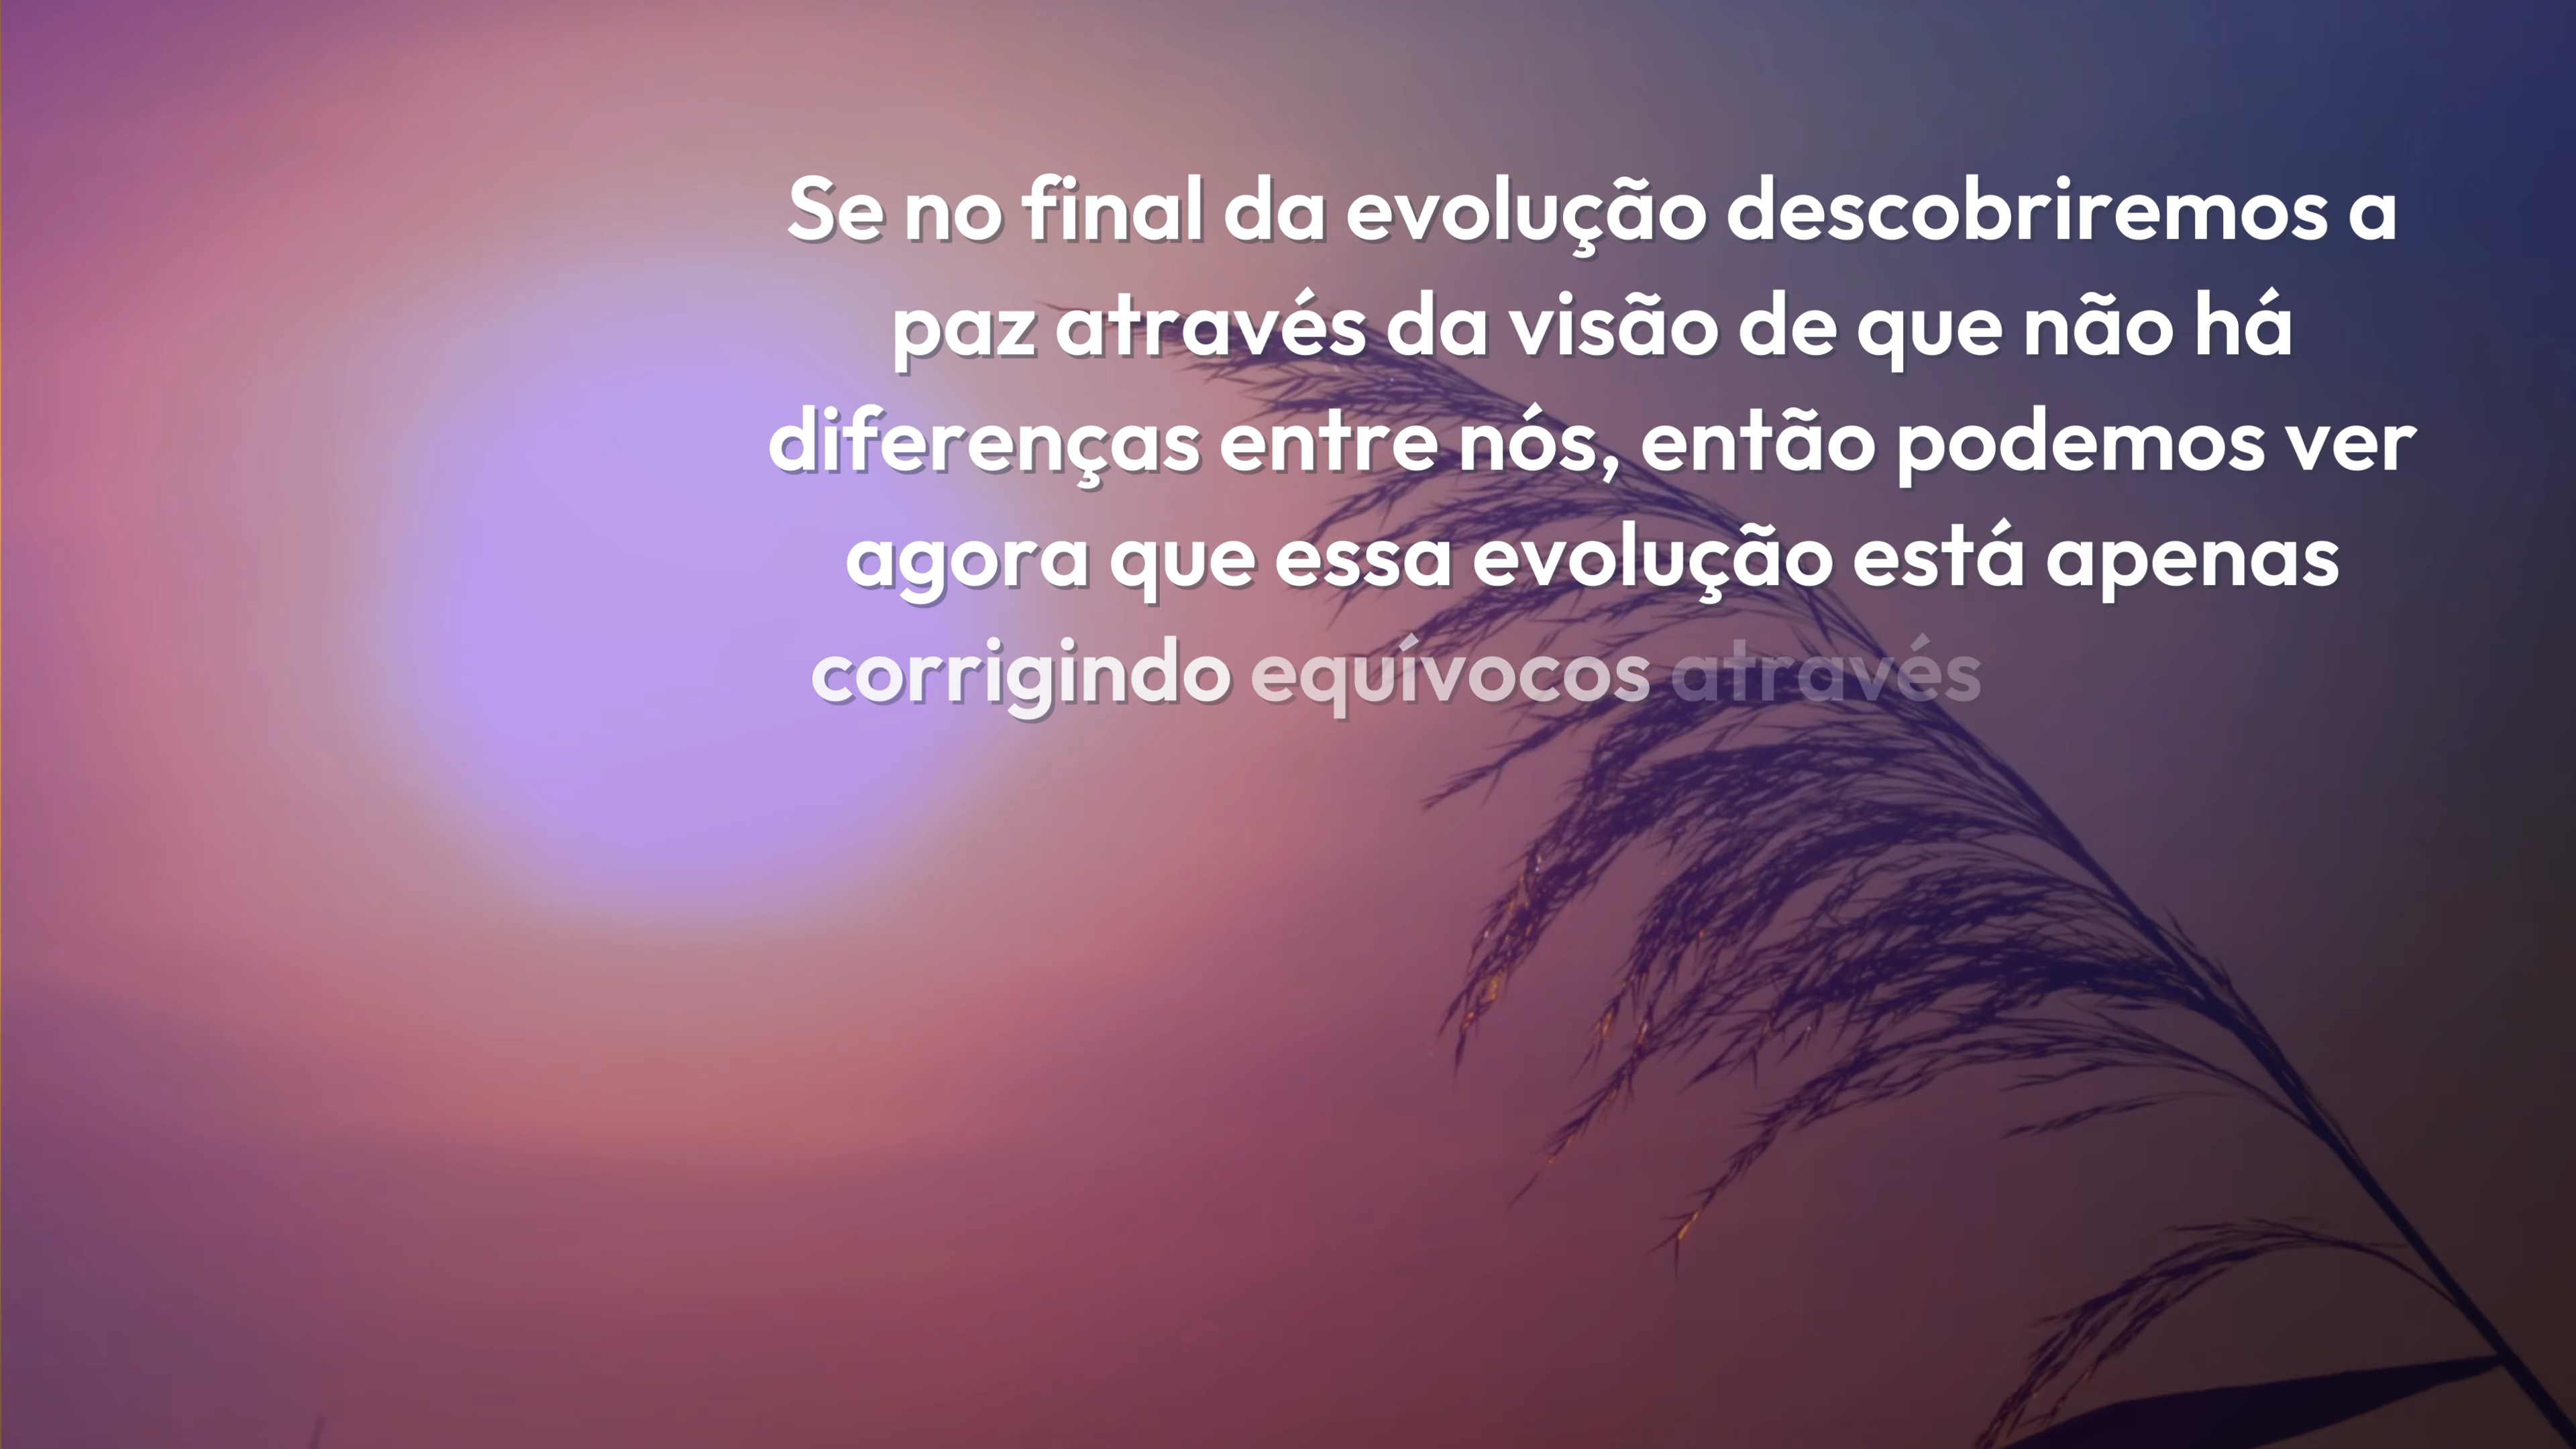 Se no final da evolução descobriremos a
paz através da visão de que não há
diferenças entre nós, então podemos ver
agora que essa evolução está apenas
corrigindo equívocos através